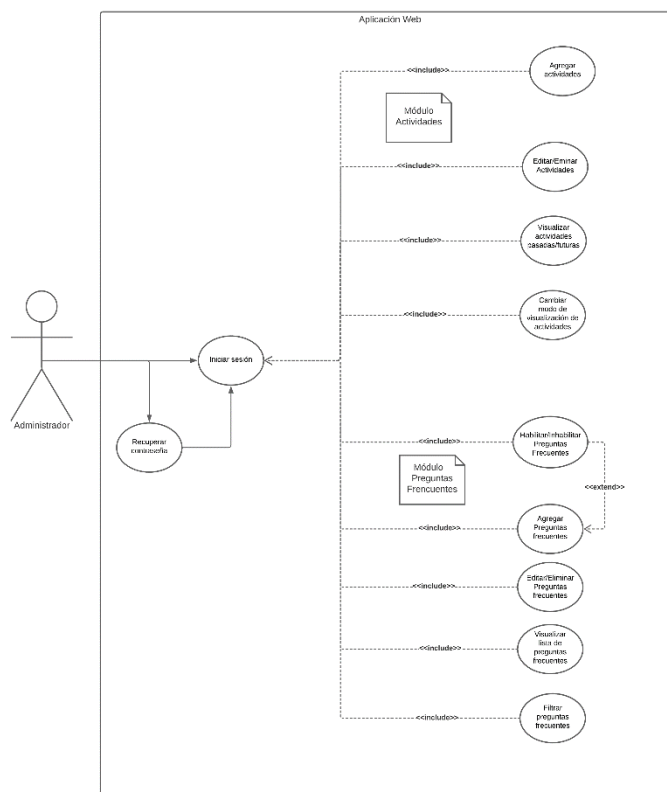 Aplicación Web
<<include>>
Agregar
actividades
Módulo
Actividades
<<include>>
Editar/Eminar
Actividades
<<include>>
Visualizar
actividades
pasadas/futuras
<<include>>
Cambiar
modo de
visualización de
actividades
Administrador
Iniciar sesión
Recuperar
contraseña
<<include>>
Habilitar/Inhabilitar
Preguntas
Frecuentes
Módulo
Preguntas
Frencuentes
<<extend>>
<<include>>
Agregar
Preguntas
frecuentes
<<include>>
Editar/Eliminar
Preguntas
frecuentes
<<include>>
Visualizar
lista de
preguntas
frecuentes
<<include>>
Filtrar
preguntas
frecuentes